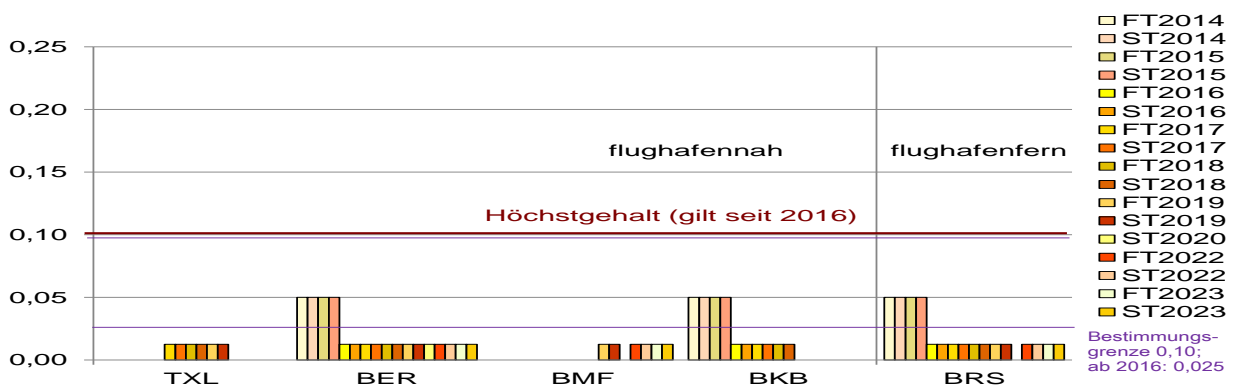 0,25
0,20
0,15
0,10
0,05
0,00
flughafennah
flughafenfern
Höchstgehalt (gilt seit 2016)
TXL
BER
BMF
BKB
BRS
FT2014
ST2014
FT2015
ST2015
FT2016
ST2016
FT2017
ST2017
FT2018
ST2018
FT2019
ST2019
ST2020
FT2022
ST2022
FT2023
ST2023
Bestimmungs-
grenze 0,10;
ab 2016: 0,025